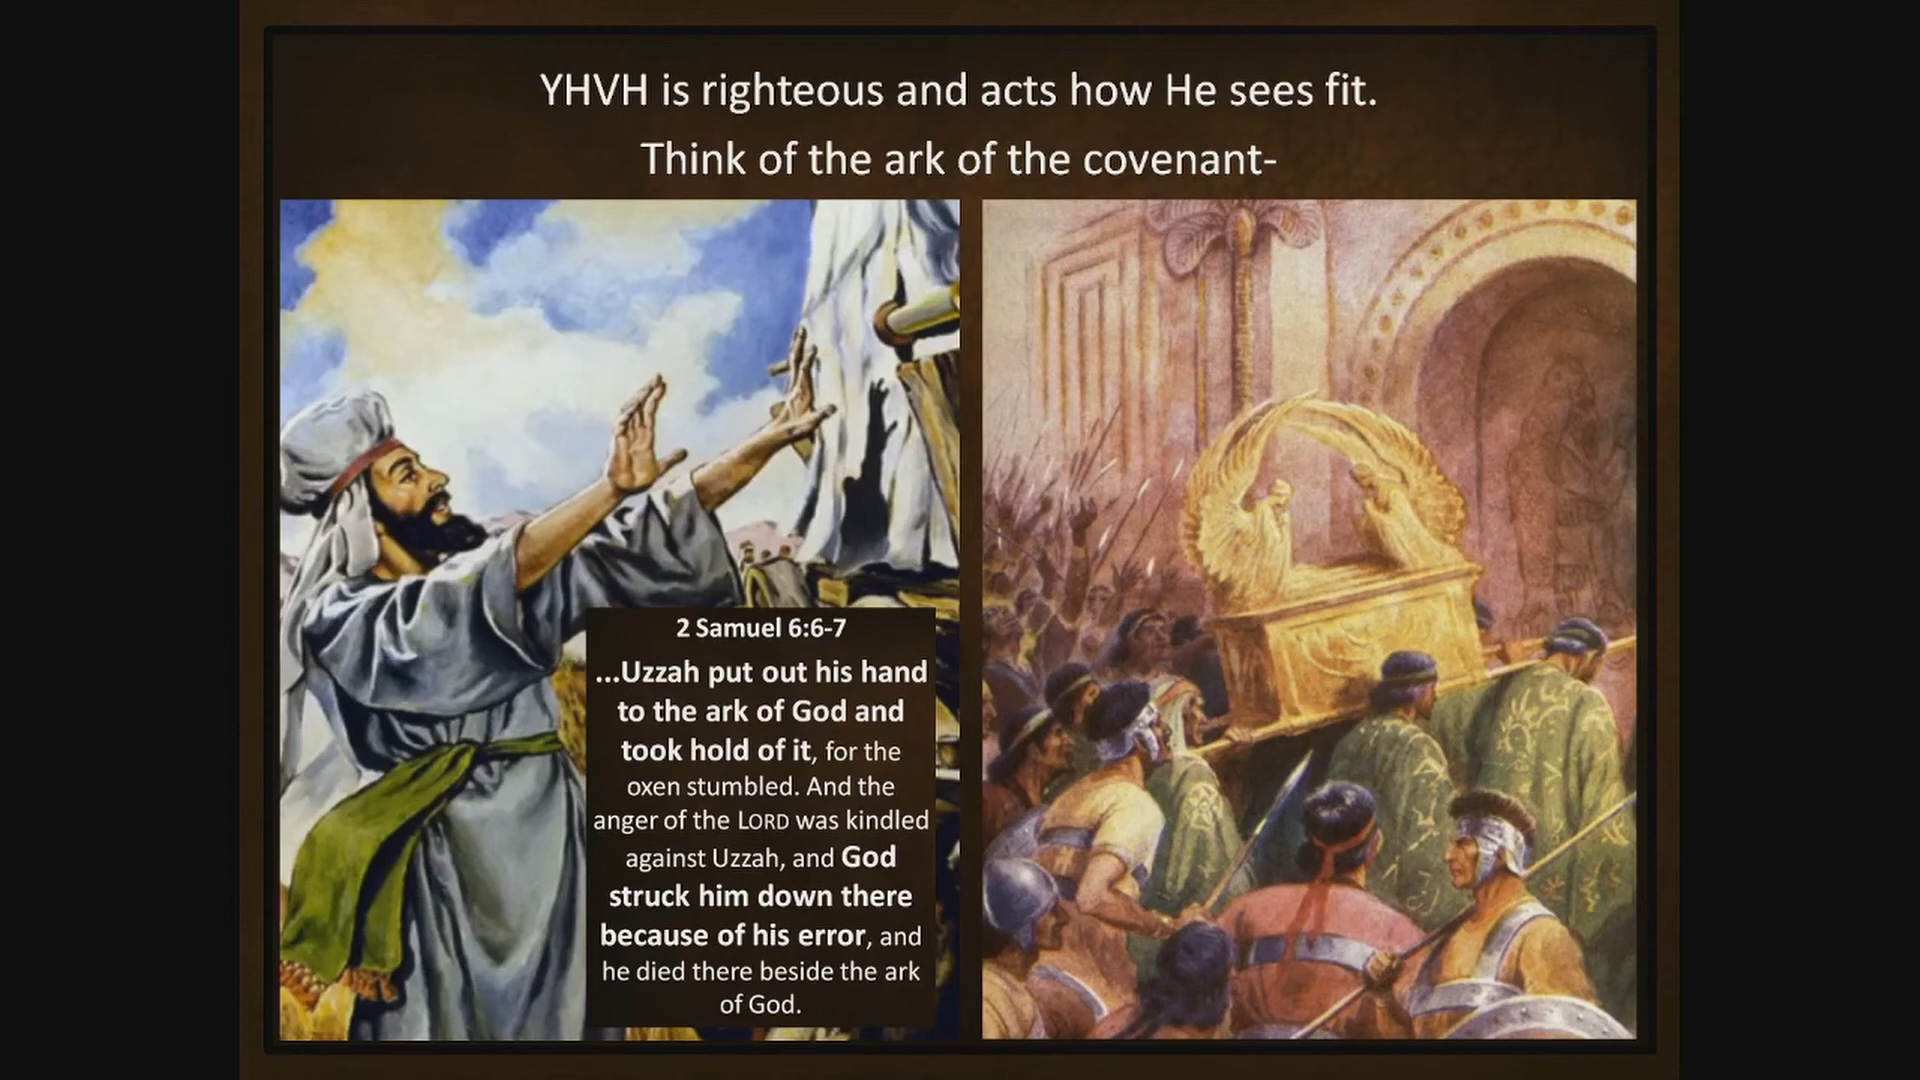 YHVH is righteous and acts how He sees fit.
Think of the ark of the covenant-
2 Samuel 6:6-7
...Uzzah put out his hand
to the ark of God and
took hold of it, for the
oxen stumbled. And the
anger of the LORD was kindled
against Uzzah, and God
struck him down there
because of his error, and
he died there beside the ark
of God.